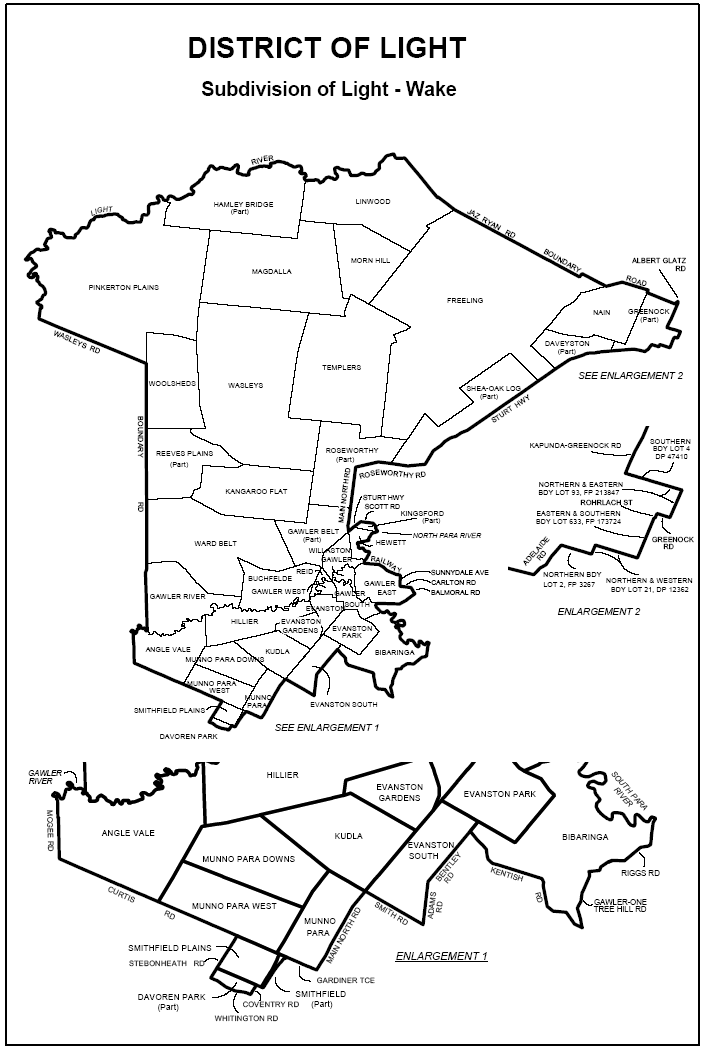 DISTRICT OF LIGHT
Subdivision of Light - Wake
RIVER
LIGHT
HAMLEY BRIDGE
(Part)
LINWOOD
JAZ RYAN RD
BOUNDARY
ROAD
ALBERT GLATZ
RD
PINKERTON PLAINS
MAGDALLA
MORN HILL
FREELING
NAIN
GREENOCK
(Part)
DAVEYSTON
(Part)
WASLEYS RD
SEE ENLARGEMENT 2
WOOLSHEDS
WASLEYS
TEMPLERS
SHEA-OAK LOG
(Part)
STURT HWY
BOUNDARY
RD
REEVES PLAINS
(Part)
ROSEWORTHY
(Part)
ROSEWORTHY RD
MAIN NORTH RD
KANGAROO FLAT
STURT HWY
SCOTT RD
KINGSFORD
(Part)
NORTH PARA RIVER
HEWETT
GAWLER BELT
(Part)
WARD BELT
WILLASTON
GAWLER
RAILWAY
REID
BUCHFELDE
GAWLER WEST
GAWLER RIVER
GAWLER
SOUTH
GAWLER
EAST
SUNNYDALE AVE
CARLTON RD
BALMORAL RD
EVANSTON
HILLIER
EVANSTON
GARDENS
EVANSTON
PARK
ANGLE VALE
MUNNO PARA DOWNS
KUDLA
BIBARINGA
MUNNO PARA
WEST
MUNNO
PARA
SMITHFIELD PLAINS
EVANSTON SOUTH
DAVOREN PARK
SEE ENLARGEMENT 1
KAPUNDA-GREENOCK RD
SOUTHERN
BDY LOT 4
DP 47410
NORTHERN & EASTERN
BDY LOT 93, FP 213847
ROHRLACH ST
EASTERN & SOUTHERN
BDY LOT 633, FP 173724
GREENOCK
RD
ADELAIDE
RD
NORTHERN BDY
LOT 2, FP 3267
NORTHERN & WESTERN
BDY LOT 21, DP 12362
ENLARGEMENT 2
GAWLER
RIVER
HILLIER
EVANSTON
GARDENS
EVANSTON PARK
SOUTH PARA
RIVER
MCGEE RD
ANGLE VALE
KUDLA
BIBARINGA
MUNNO PARA DOWNS
EVANSTON
SOUTH
BENTLEY
RD
KENTISH
RD
RIGGS RD
CURTIS
RD
MUNNO PARA WEST
MUNNO
PARA
SMITH RD
ADAMS
RD
GAWLER-ONE
TREE HILL RD
MAIN NORTH RD
SMITHFIELD PLAINS
STEBONHEATH RD
ENLARGEMENT 1
GARDINER TCE
DAVOREN PARK
(Part)
COVENTRY RD
SMITHFIELD
(Part)
WHITINGTON RD